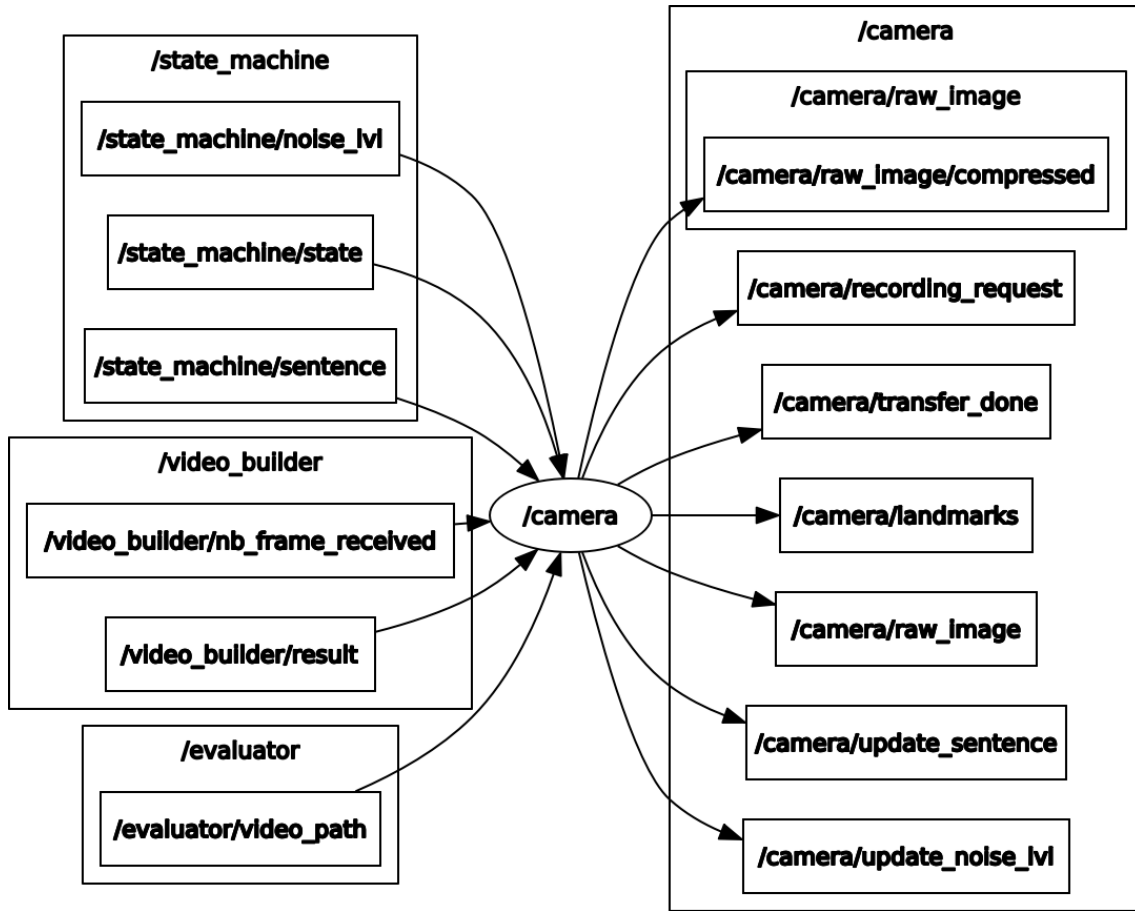 /state_machine
/state_machine/noise_lvl
/state_machine/state
/state_machine/sentence
/video_builder
/video_builder/nb_frame_received
/video_builder/result
/evaluator
/evaluator/video_path
/camera
/camera
/camera/raw_image
/camera/raw_image/compressed
/camera/recording_request
/camera/transfer_done
/camera/landmarks
/camera/raw_image
/camera/update_sentence
/camera/update_noise_lvl